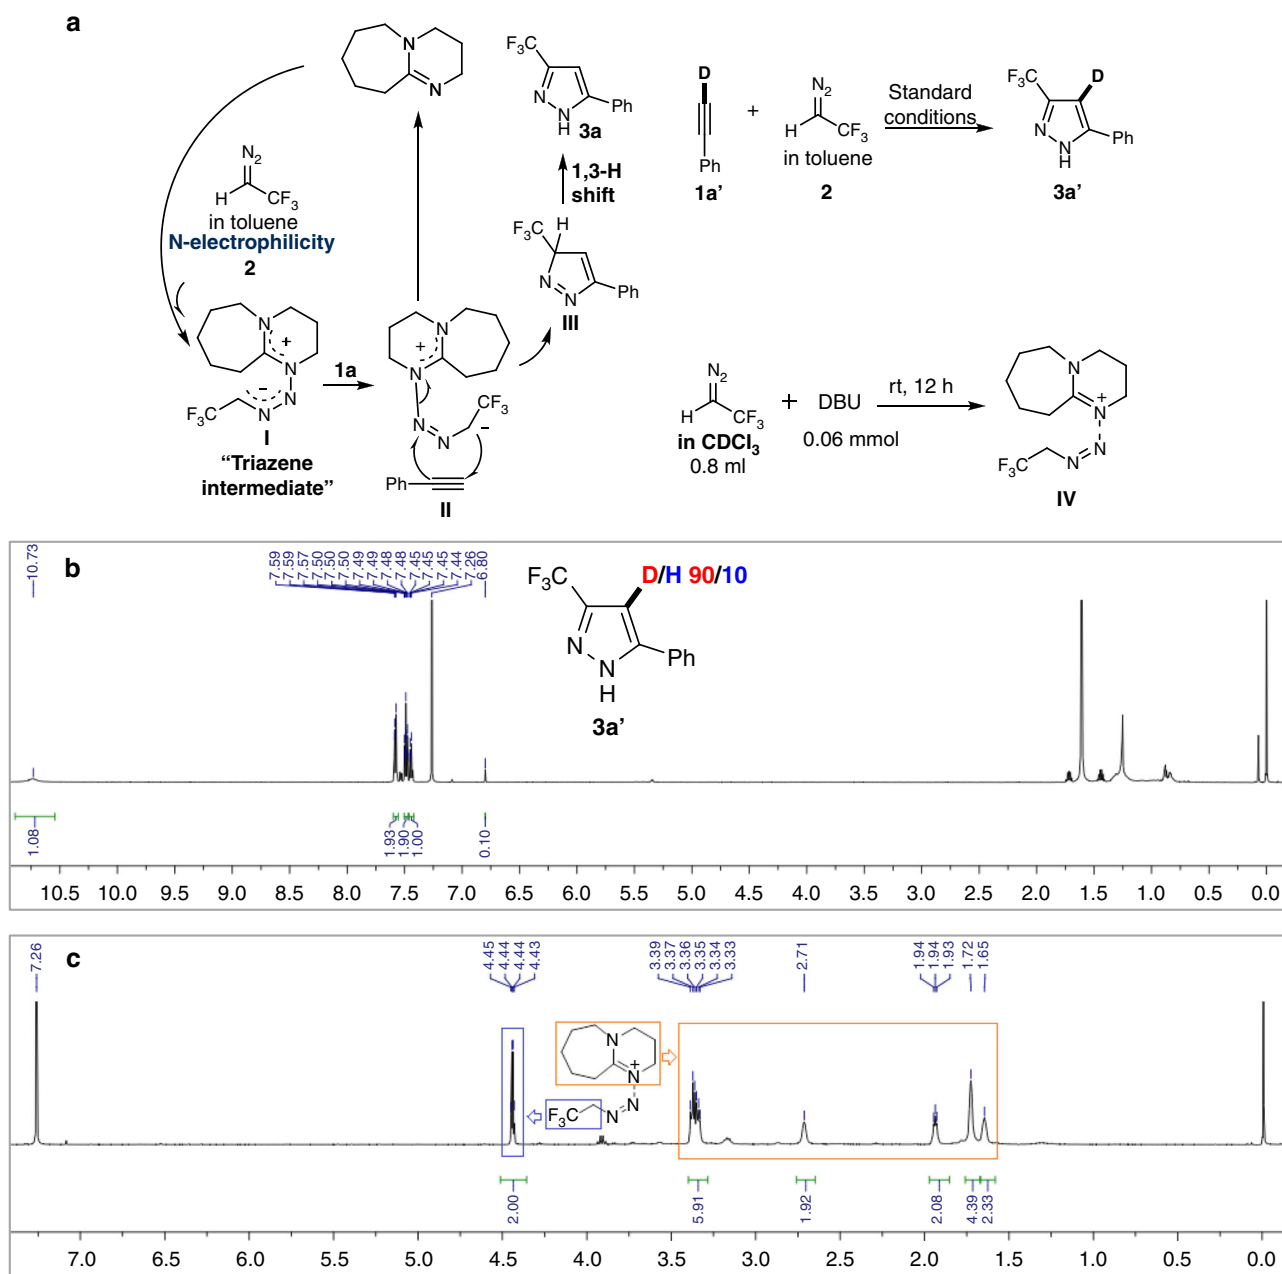 a
N
N
F3C
N
N
H
Ph
3a
1,3-H
shift
D
Ph
1a’
+
N2
H
CF3
in toluene
2
Standard
conditions
F3C
D
N
N
H
Ph
3a’
N2
H
CF3
in toluene
N-electrophilicity
2
F3C
H
N
N
Ph
III
N
+
N
N
N
−
F3C
I
“Triazene
intermediate”
1a
N
+
N
N
N
CF3
−
Ph
II
N2
H
CF3
in CDCl3
0.8 ml
+
DBU
0.06 mmol
rt, 12 h
N
+
N
N
N
F3C
IV
b
10.73
7.59
7.59
7.57
7.50
7.50
7.50
7.49
7.49
7.48
7.48
7.45
7.45
7.45
7.44
7.26
6.80
F3C
D/H 90/10
N
N
H
Ph
3a’
1.08
1.93
1.90
1.00
0.10
10.5 10.0 9.5 9.0 8.5 8.0 7.5 7.0 6.5 6.0 5.5 5.0 4.5 4.0 3.5 3.0 2.5 2.0 1.5 1.0 0.5 0.0
c
7.26
4.45
4.44
4.44
4.43
3.39
3.37
3.36
3.35
3.34
3.33
2.71
1.94
1.94
1.93
1.72
1.65
N
+
N
N
N
F3C
2.00
5.91
1.92
2.08
4.39
2.33
7.0 6.5 6.0 5.5 5.0 4.5 4.0 3.5 3.0 2.5 2.0 1.5 1.0 0.5 0.0